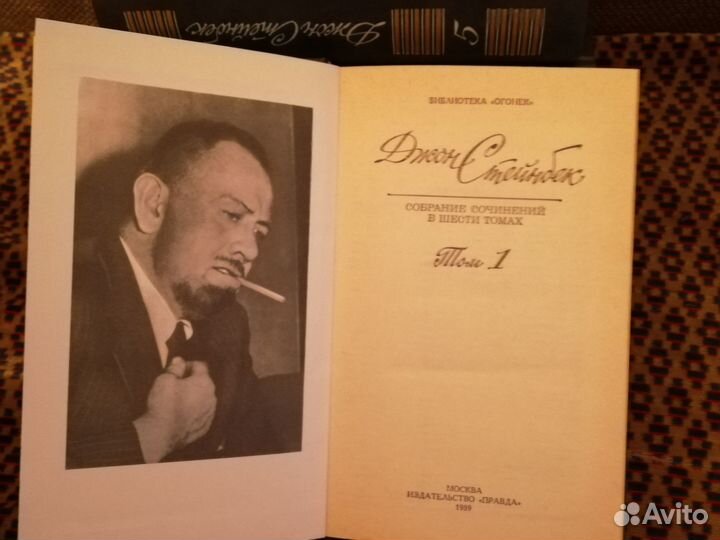 Джон Стейнбек 5
БИБЛИОТЕКА «ОГОНЕК»
Джон Стейнбек
СОБРАНИЕ СОЧИНЕНИЙ
В ШЕСТИ ТОМАХ
Том 1
МОСКВА
ИЗДАТЕЛЬСТВО «ПРАВДА»
1989
Avito